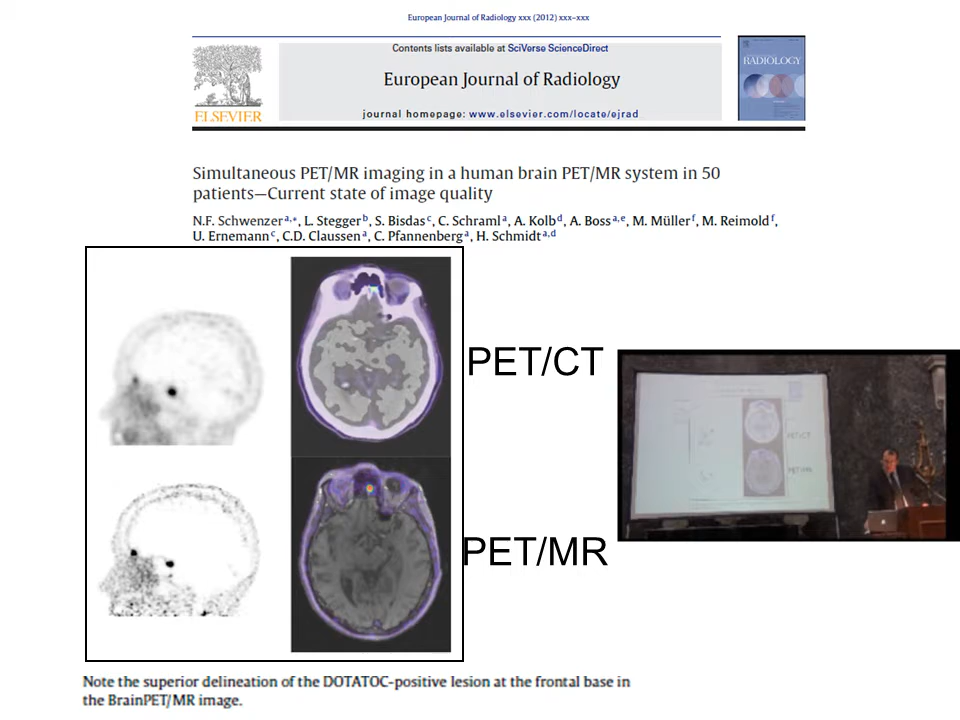 European Journal of Radiology xxx (2012) xxx–xxx
Contents lists available at SciVerse ScienceDirect
European Journal of Radiology
journal homepage: www.elsevier.com/locate/ejrad
ELSEVIER
RADIOLOGY
Simultaneous PET/MR imaging in a human brain PET/MR system in 50
patients—Current state of image quality
N.F. Schwenzer a,*, L. Stegger b, S. Bisdas c, C. Schraml a, A. Kolb d, A. Boss a,e, M. Müller f, M. Reimold f,
U. Ernemann c, C.D. Claussen a, C. Pfannenberg a, H. Schmidt a,d
PET/CT
PET/CT
PET/MR
PET/MR
Note the superior delineation of the DOTATOC-positive lesion at the frontal base in
the BrainPET/MR image.